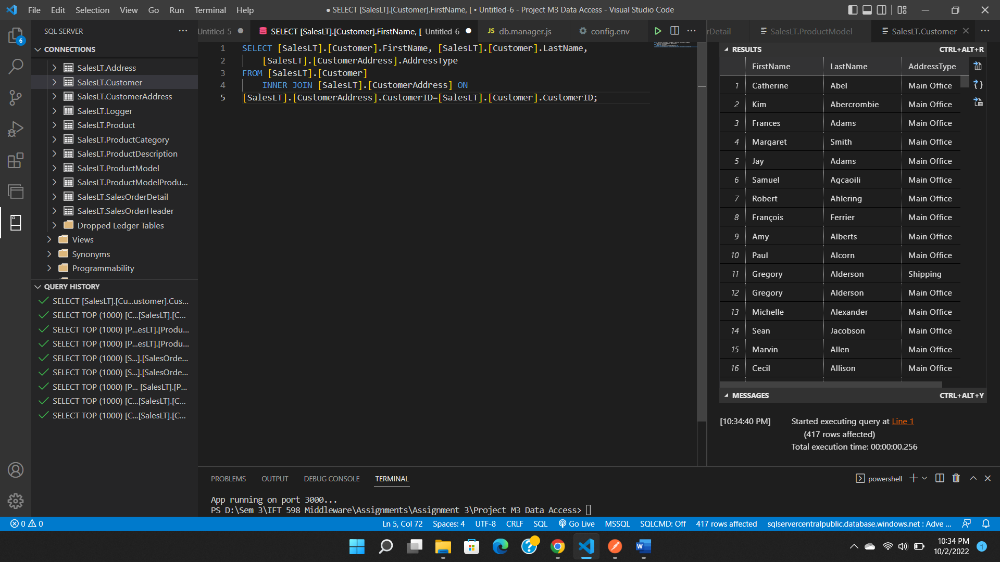 File Edit Selection View Go Run Terminal Help
● SELECT [SalesLT].[Customer].FirstName, [ • Untitled-6 - Project M3 Data Access - Visual Studio Code
6
SQL SERVER
CONNECTIONS
SalesLT.Address
SalesLT.Customer
SalesLT.CustomerAddress
SalesLT.Logger
SalesLT.Product
SalesLT.ProductCategory
SalesLT.ProductDescription
SalesLT.ProductModel
SalesLT.ProductModelProdu...
SalesLT.SalesOrderDetail
SalesLT.SalesOrderHeader
Dropped Ledger Tables
Views
Synonyms
Programmability
QUERY HISTORY
SELECT [SalesLT].[Cu...ustomer].Cus...
SELECT TOP (1000) [C...[SalesLT].[C...
SELECT TOP (1000) [P...esLT].[Produ...
SELECT TOP (1000) [P...esLT].[Produ...
SELECT TOP (1000) [S...].[SalesOrde...
SELECT TOP (1000) [S...].[SalesOrde...
SELECT TOP (1000) [P... [SalesLT].[P...
SELECT TOP (1000) [C...[SalesLT].[C...
SELECT TOP (1000) [C...[SalesLT].[C...
Untitled-5 ● SELECT [SalesLT].[Customer].FirstName, [ Untitled-6 ● JS db.manager.js config.env
1 SELECT [SalesLT].[Customer].FirstName, [SalesLT].[Customer].LastName,
2 [SalesLT].[CustomerAddress].AddressType
3 FROM [SalesLT].[Customer]
4 INNER JOIN [SalesLT].[CustomerAddress] ON
5 [SalesLT].[CustomerAddress].CustomerID=[SalesLT].[Customer].CustomerID;
rDetail SalesLT.ProductModel SalesLT.Customer
RESULTS CTRL+ALT+R
FirstName LastName AddressType
1 Catherine Abel Main Office
2 Kim Abercrombie Main Office
3 Frances Adams Main Office
4 Margaret Smith Main Office
5 Jay Adams Main Office
6 Samuel Agcaoili Main Office
7 Robert Ahlering Main Office
8 François Ferrier Main Office
9 Amy Alberts Main Office
10 Paul Alcorn Main Office
11 Gregory Alderson Shipping
12 Gregory Alderson Main Office
13 Michelle Alexander Main Office
14 Sean Jacobson Main Office
15 Marvin Allen Main Office
16 Cecil Allison Main Office
MESSAGES CTRL+ALT+Y
[10:34:40 PM] Started executing query at Line 1
(417 rows affected)
Total execution time: 00:00:00.256
PROBLEMS OUTPUT DEBUG CONSOLE TERMINAL
powershell
App running on port 3000...
PS D:\Sem 3\IFT 598 Middleware\Assignments\Assignment 3\Project M3 Data Access>
0 0 Ln 5, Col 72 Spaces: 4 UTF-8 CRLF SQL Go Live MSSQL SQLCMD: Off 417 rows affected sqlservercentralpublic.database.windows.net : Adve ...
10:34 PM
10/2/2022
1